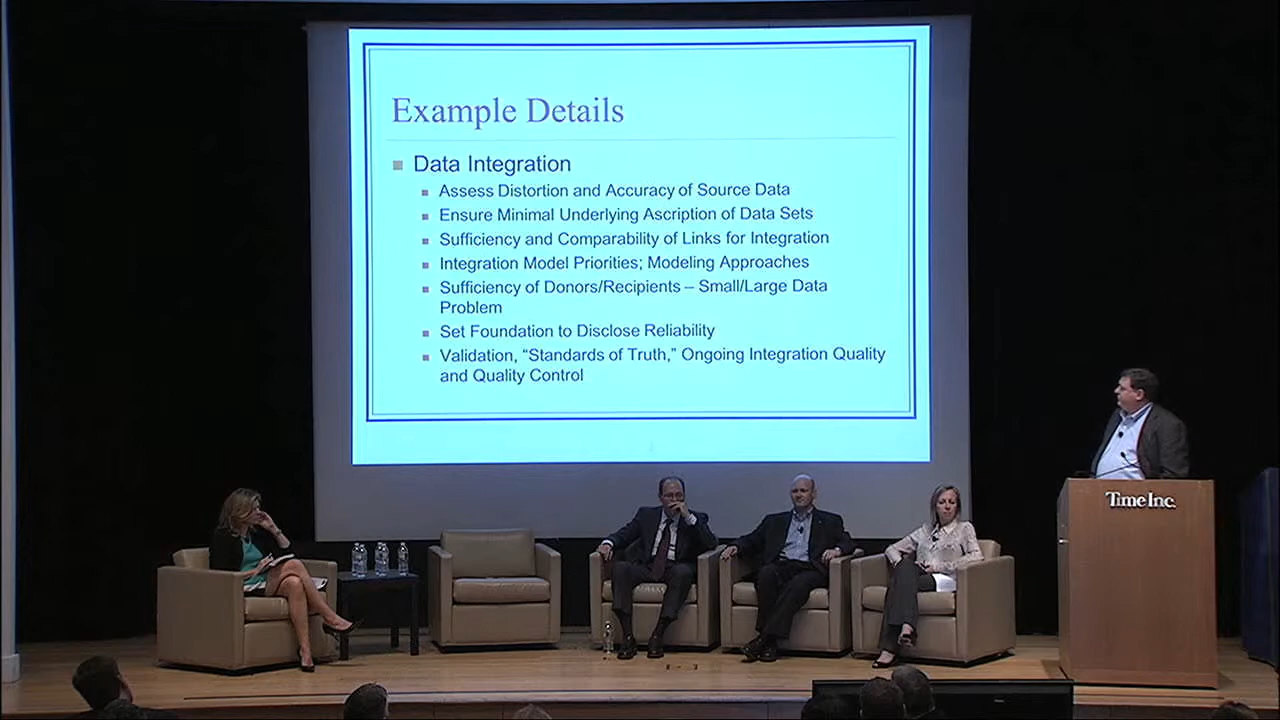 Example Details
Data Integration
Assess Distortion and Accuracy of Source Data
Ensure Minimal Underlying Ascription of Data Sets
Sufficiency and Comparability of Links for Integration
Integration Model Priorities; Modeling Approaches
Sufficiency of Donors/Recipients – Small/Large Data
Problem
Set Foundation to Disclose Reliability
Validation, “Standards of Truth,” Ongoing Integration Quality
and Quality Control
Time Inc.